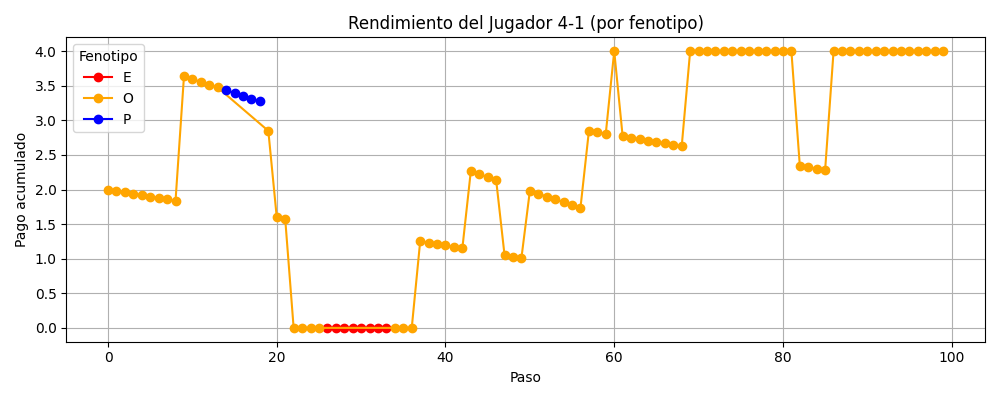 Rendimiento del Jugador 4-1 (por fenotipo)
Pago acumulado
4.0
3.5
3.0
2.5
2.0
1.5
1.0
0.5
0.0
Fenotipo
E
O
P
0
20
40
60
80
100
Paso